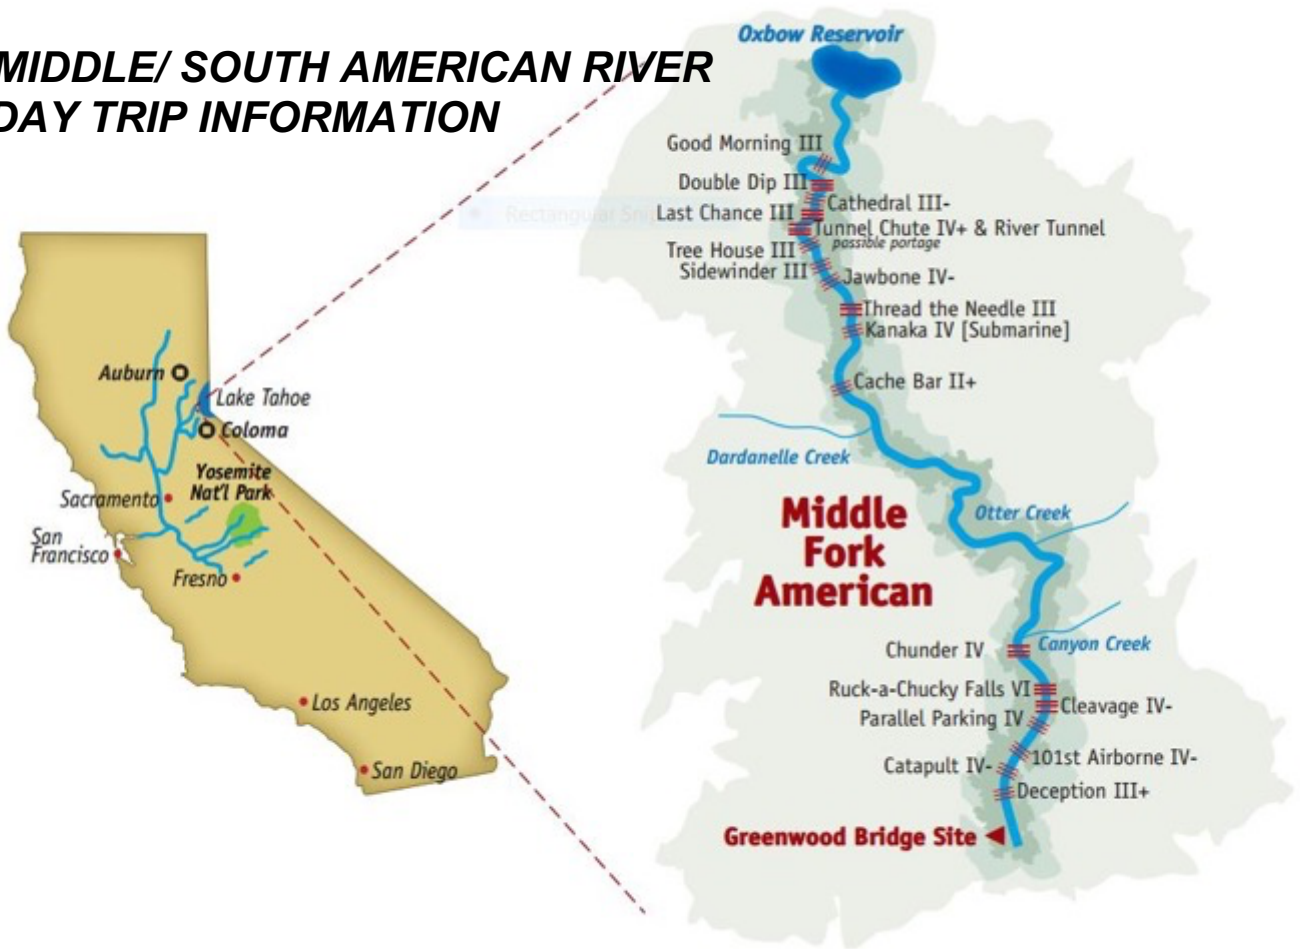 MIDDLE/ SOUTH AMERICAN RIVER
DAY TRIP INFORMATION
Oxbow Reservoir
Good Morning III
Double Dip III
Cathedral III-
Last Chance III
Tunnel Chute IV+ & River Tunnel
possible portage
Tree House III
Sidewinder III
Jawbone IV-
Thread the Needle III
Kanaka IV [Submarine]
Cache Bar II+
Dardanelle Creek
Middle
Fork
American
Otter Creek
Canyon Creek
Chunder IV
Ruck-a-Chucky Falls VI
Cleavage IV-
Parallel Parking IV
101st Airborne IV-
Catapult IV-
Deception III+
Greenwood Bridge Site
Auburn
Lake Tahoe
Coloma
Yosemite
Nat'l Park
Sacramento
San
Francisco
Fresno
Los Angeles
San Diego
Rectangular Snip